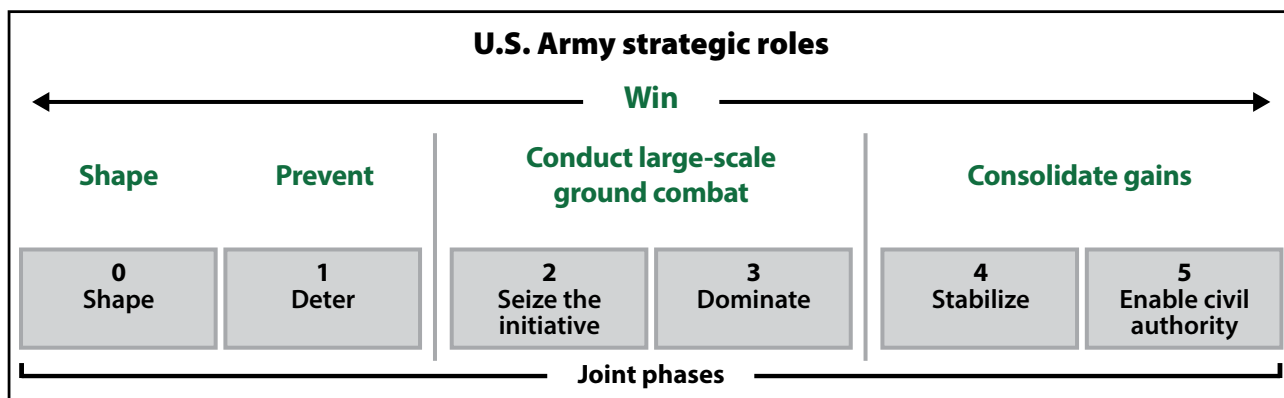 U.S. Army strategic roles
Win
Shape
Prevent
Conduct large-scale
ground combat
Consolidate gains
0
Shape
1
Deter
2
Seize the
initiative
3
Dominate
4
Stabilize
5
Enable civil
authority
Joint phases